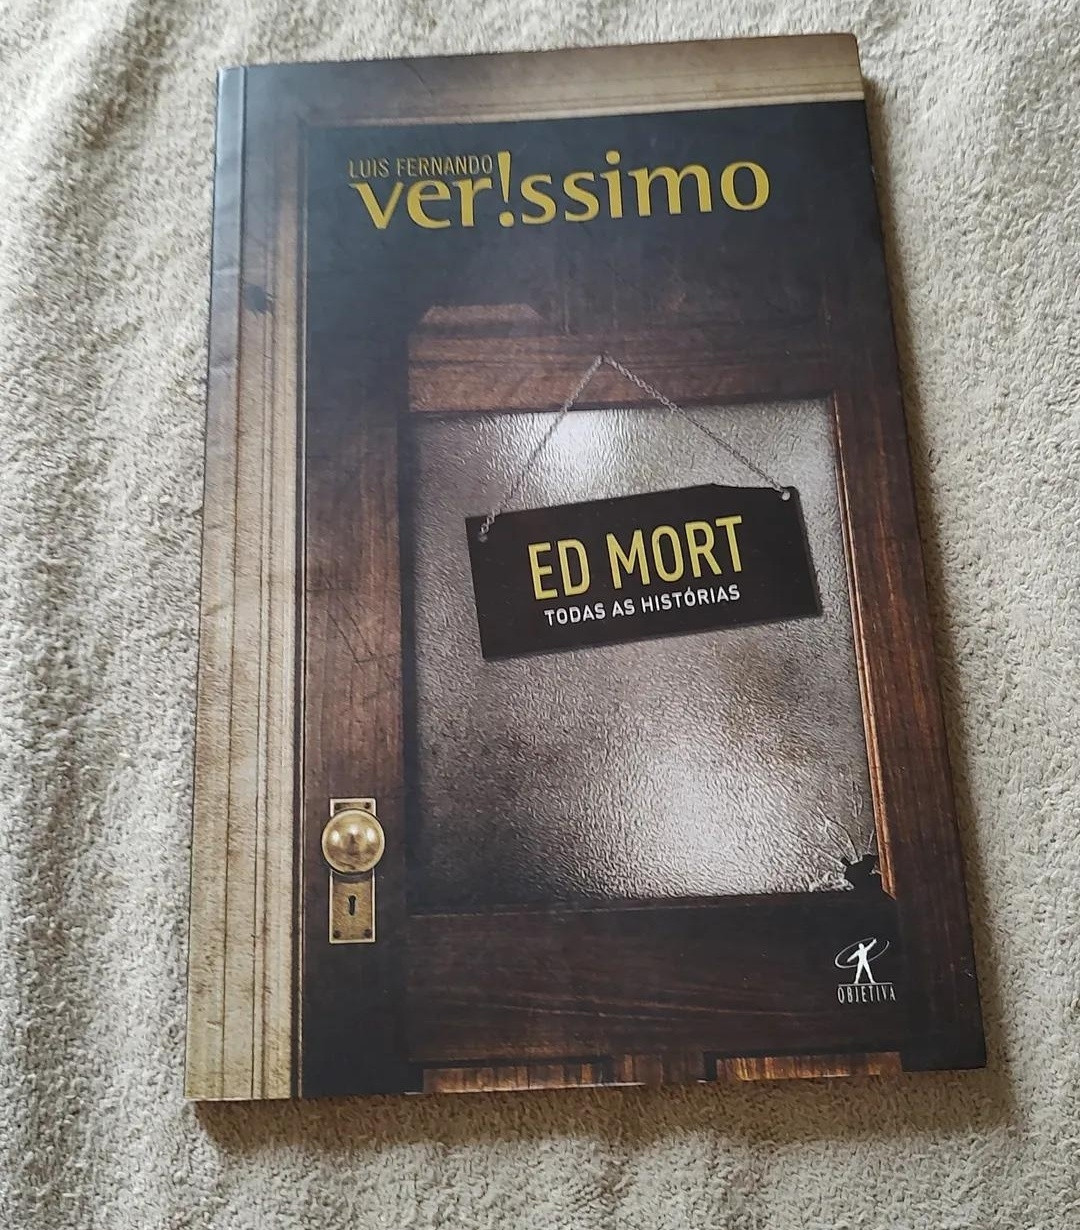 LUIS FERNANDO
ver!ssimo
ED MORT
TODAS AS HISTÓRIAS
OBJETIVA